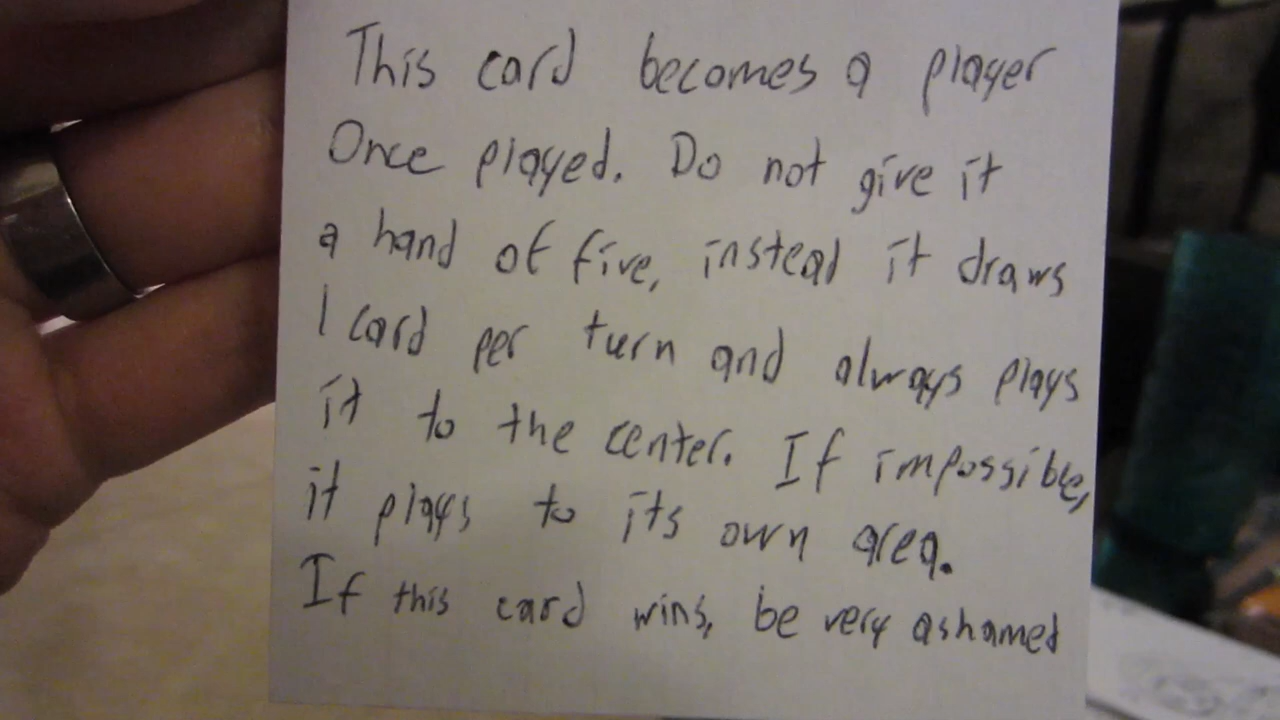 This card becomes a player
Once played. Do not give it
a hand of five, instead it draws
1 card per turn and always plays
it to the center. If impossible,
it plays to its own area.
If this card wins, be very ashamed